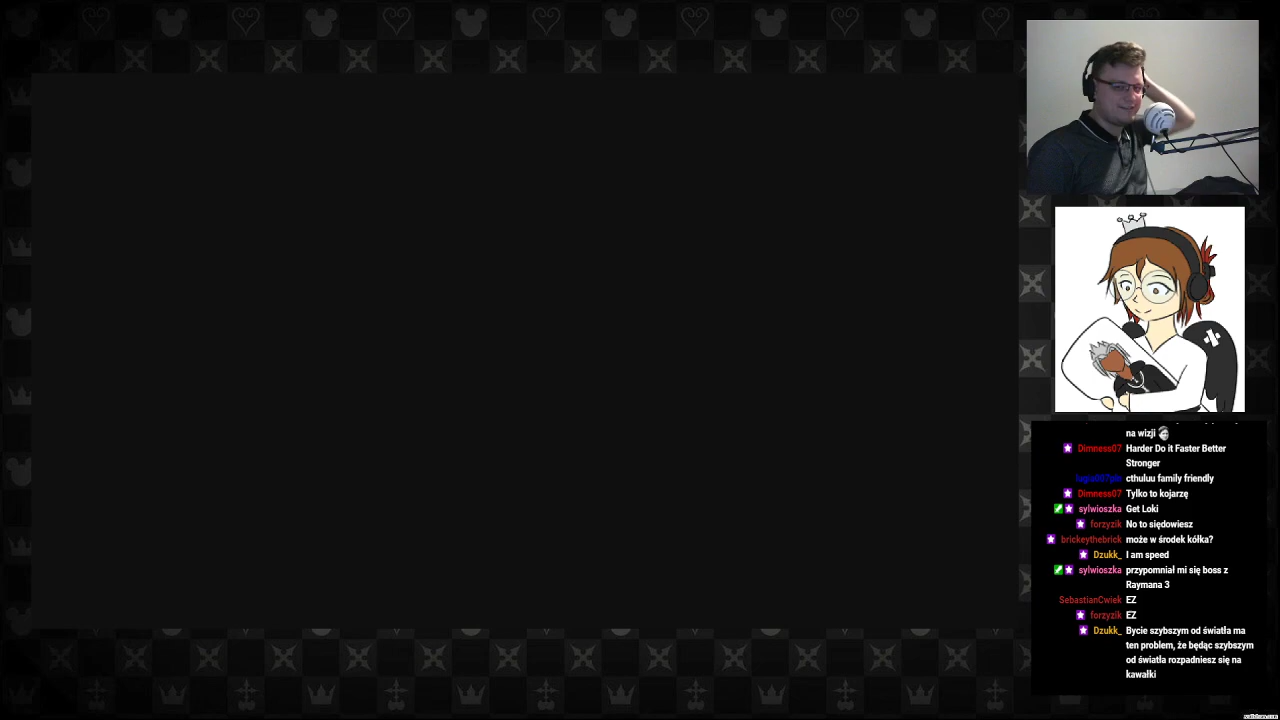 na wizji
Dimness07 Harder Do it Faster Better
Stronger
cthuluu family friendly
Dimness07 Tylko to kojarzę
sylwioszka Get Loki
forzyzik No to siędowiesz
brickeythebrick może w środek kółka?
Dzukk_ I am speed
sylwioszka przypomniał mi się boss z
Raymana 3
SebastianCwiek EZ
forzyzik EZ
Dzukk_ Bycie szybszym od światła ma
ten problem, że będąc szybszym
od światła rozpadniesz się na
kawałki